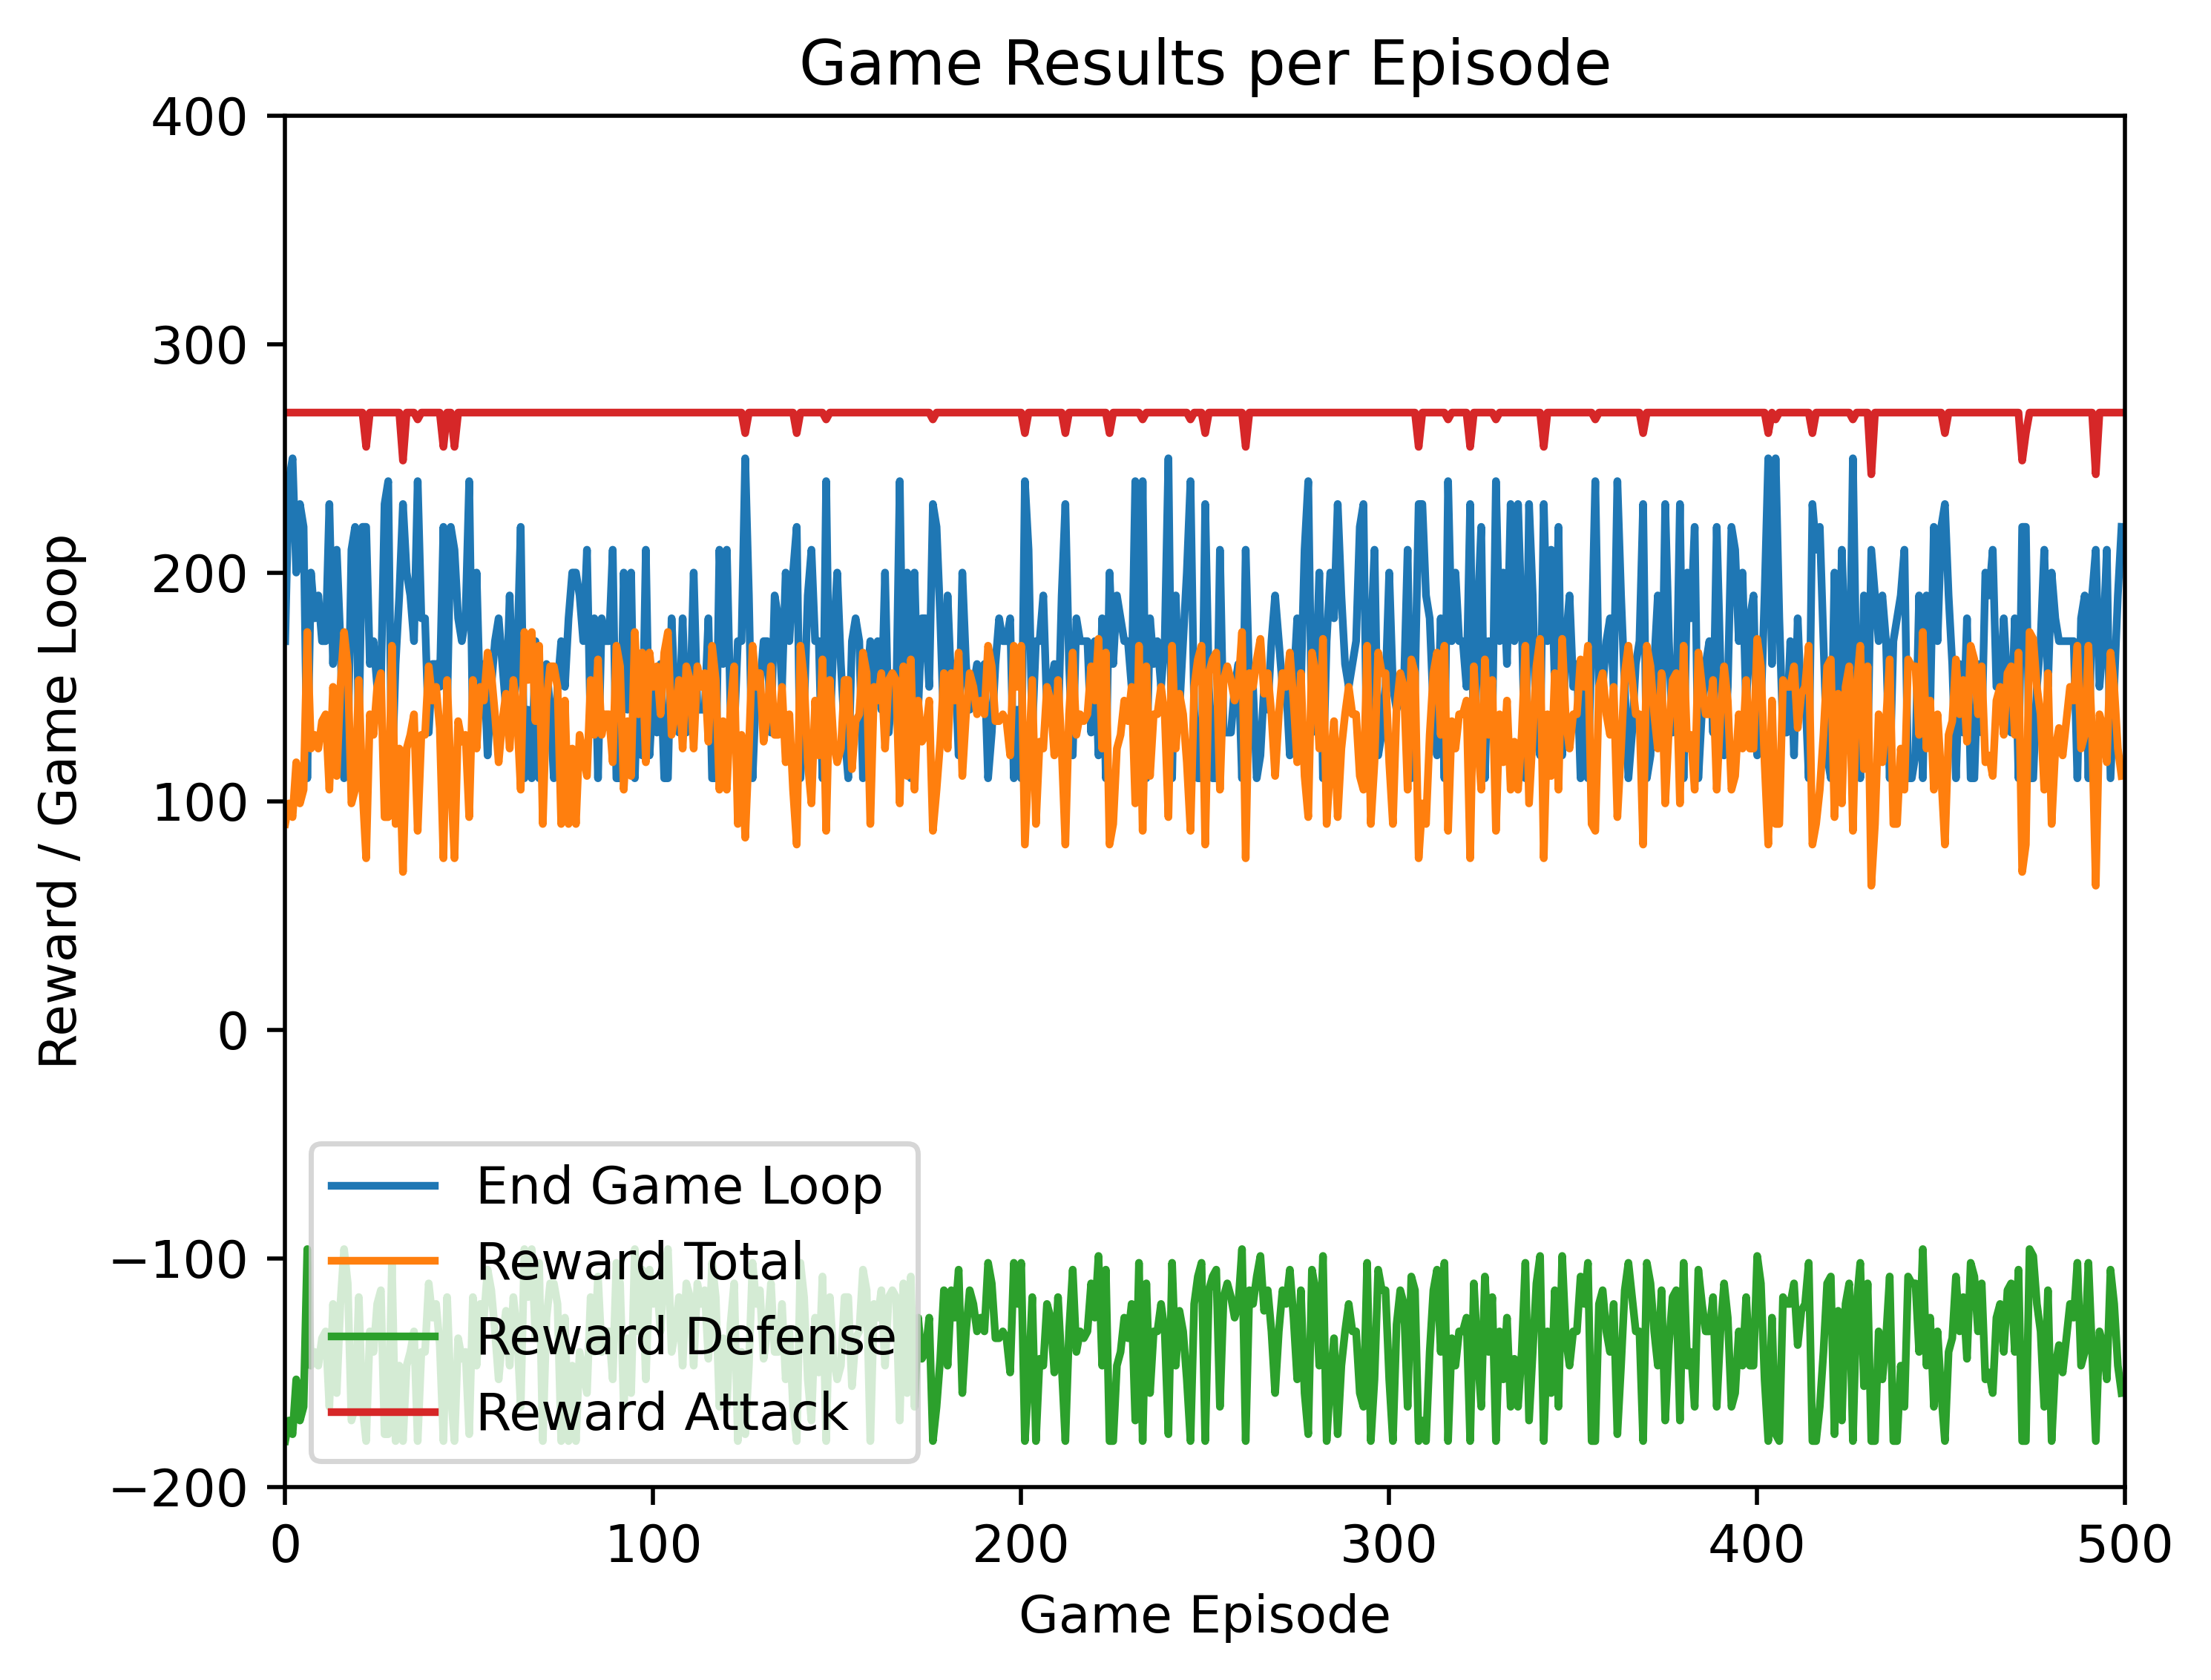 Game Results per Episode
400
300
200
100
0
−100
−200
Reward / Game Loop
End Game Loop
Reward Total
Reward Defense
Reward Attack
0 100 200 300 400 500
Game Episode